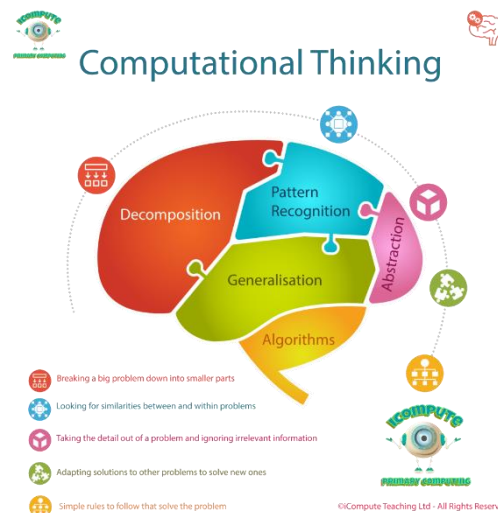 iCOMPUTE
PRIMARY COMPUTING
Computational Thinking
Decomposition
Pattern
Recognition
Abstraction
Generalisation
Algorithms
Breaking a big problem down into smaller parts
Looking for similarities between and within problems
Taking the detail out of a problem and ignoring irrelevant information
Adapting solutions to other problems to solve new ones
Simple rules to follow that solve the problem
iCOMPUTE
PRIMARY COMPUTING
©iCompute Teaching Ltd - All Rights Reserv